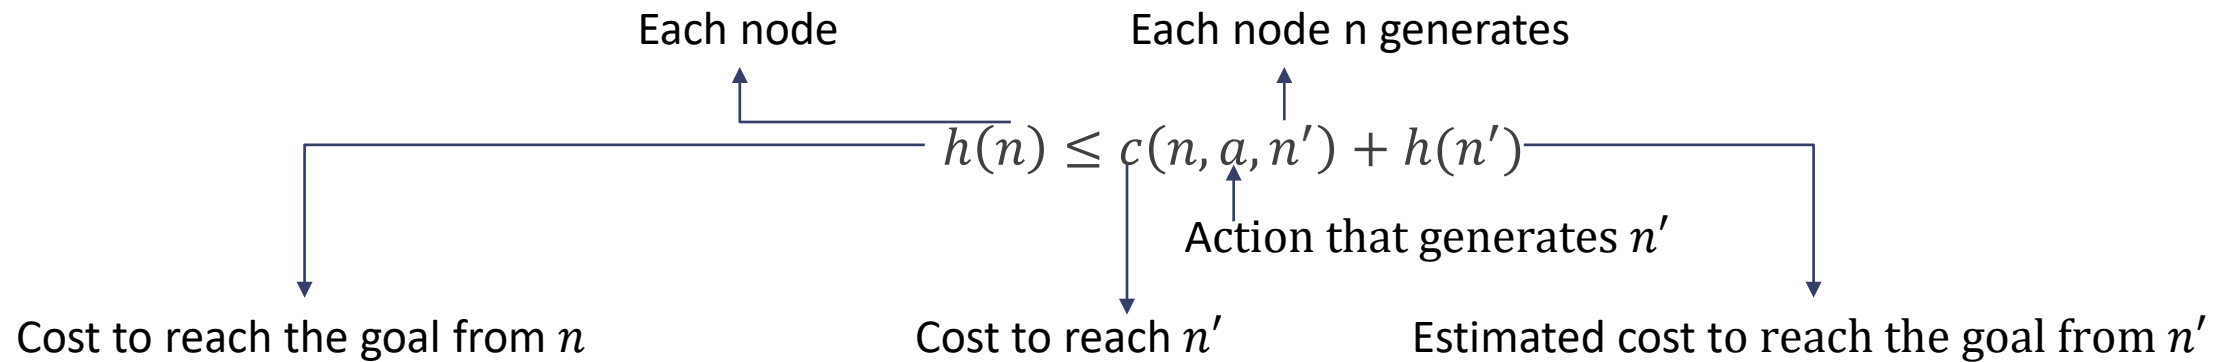 Each node Each node n generates
h(n) ≤ c(n, a, n′) + h(n′)
Action that generates n′
Cost to reach the goal from n Cost to reach n′ Estimated cost to reach the goal from n′